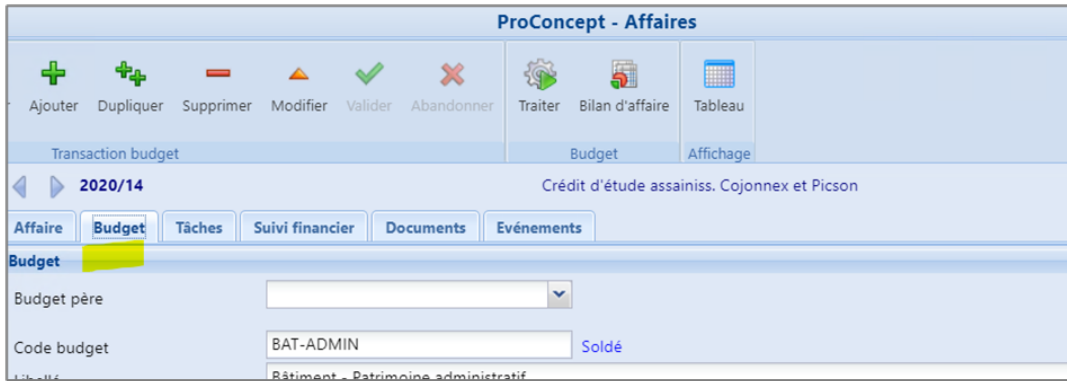 ProConcept - Affaires
Ajouter Dupliquer Supprimer Modifier Valider Abandonner Traiter Bilan d'affaire Tableau
Transaction budget Budget Affichage
2020/14 Crédit d'étude assainiss. Cojonnex et Picson
Affaire Budget Tâches Suivi financier Documents Evénements
Budget
Budget père
Code budget BAT-ADMIN Soldé
Libellé Bâtiment - Patrimoine administratif